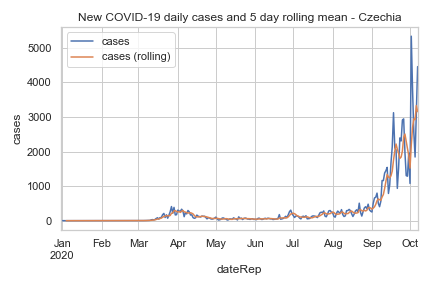 New COVID-19 daily cases and 5 day rolling mean - Czechia
cases
cases (rolling)
5000
4000
3000
2000
1000
0
cases
Jan Feb Mar Apr May Jun Jul Aug Sep Oct
2020
dateRep